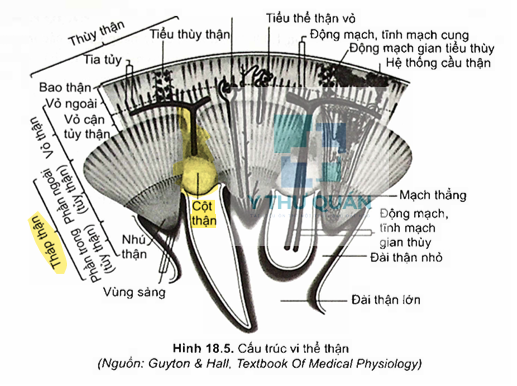 Thùy thận
Tia tủy
Tiểu thùy thận
Tiểu thể thận vỏ
Động mạch, tĩnh mạch cung
Động mạch gian tiểu thùy
Hệ thống cầu thận
Bao thận
Vỏ ngoài
Vỏ cận
tủy thận
Vỏ thận
Phần ngoài
(tủy thận)
Phần trong
(tủy thận)
Tháp thận
Cột
thận
Y THƯ QUÁN
Mạch thẳng
Động mạch,
tĩnh mạch
gian thùy
Nhú
thận
Đài thận nhỏ
Vùng sàng
Đài thận lớn
Hình 18.5. Cấu trúc vi thể thận
(Nguồn: Guyton & Hall, Textbook Of Medical Physiology)